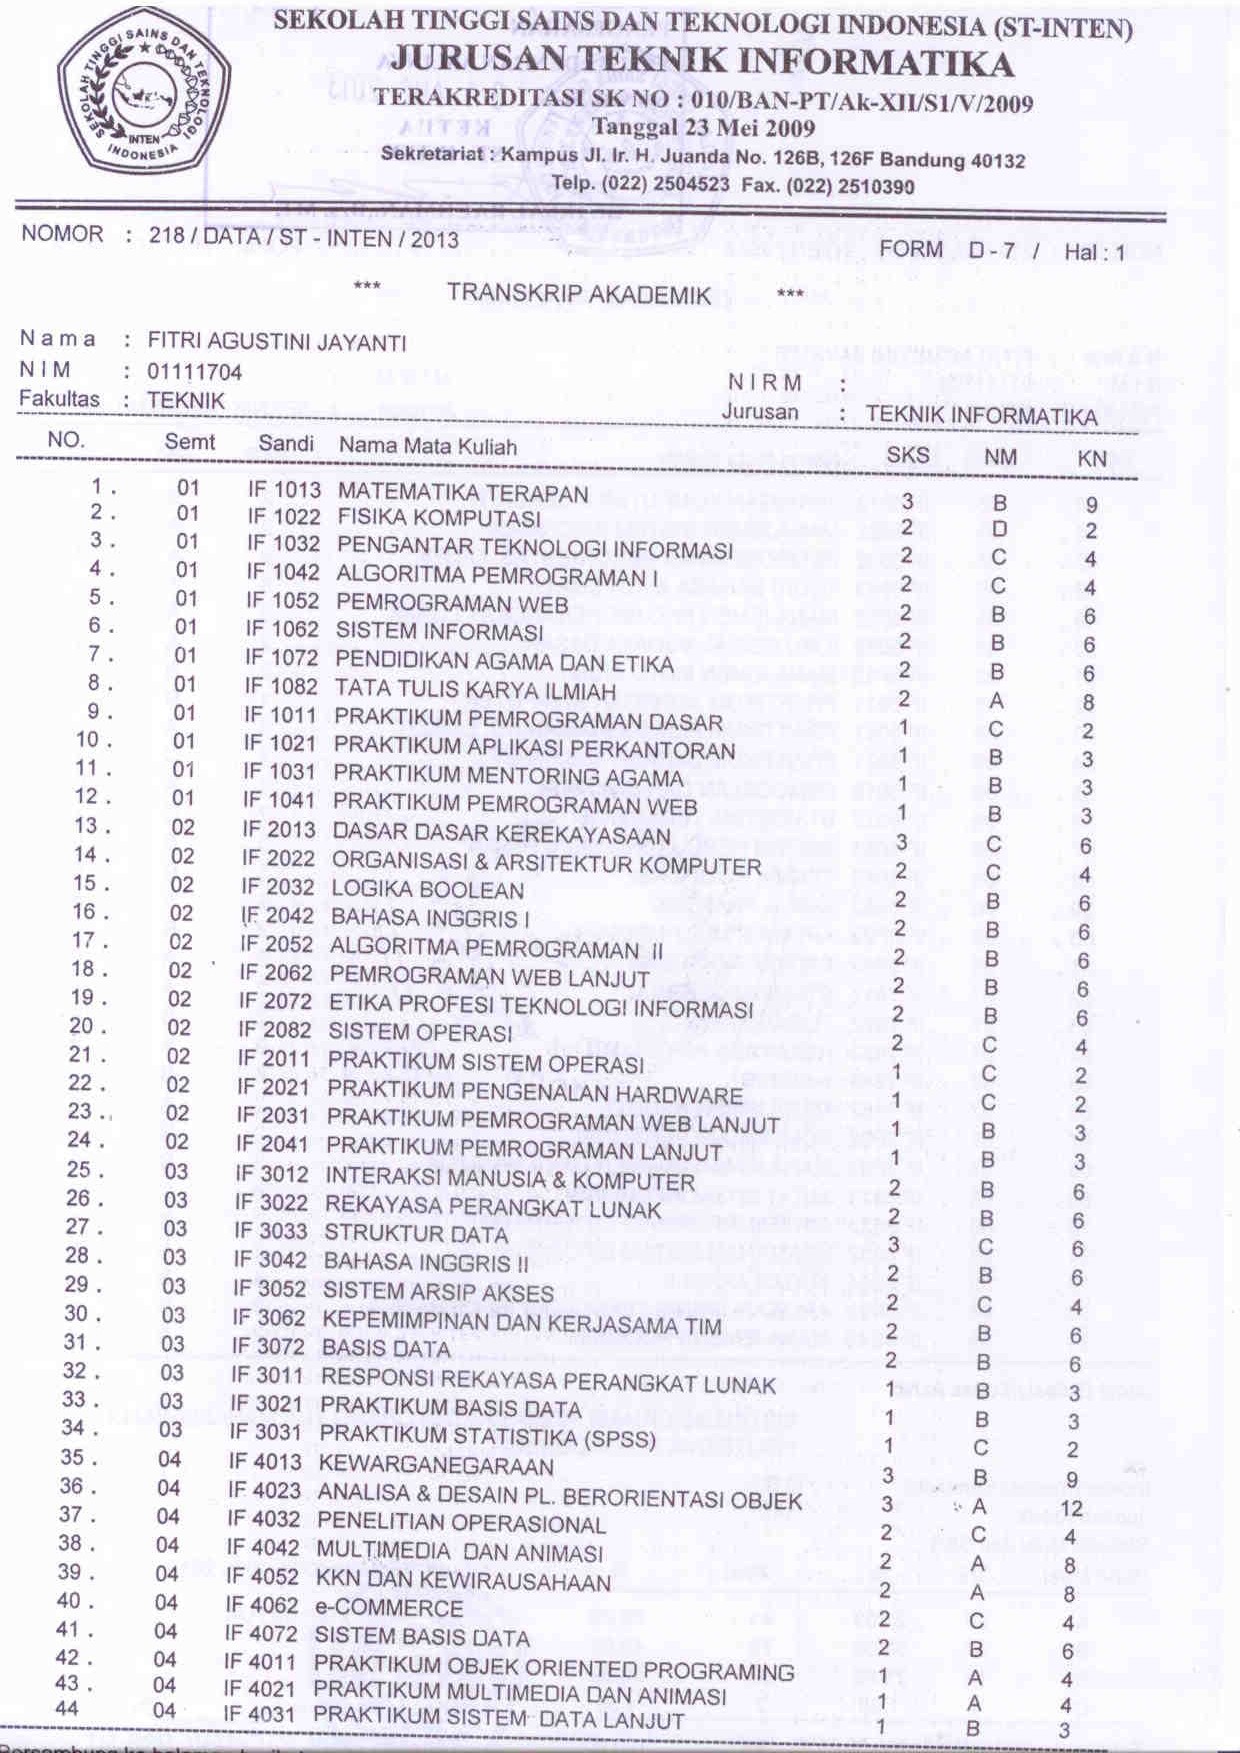 SEKOLAH TINGGI SAINS DAN TEKNOLOGI INDONESIA (ST-INTEN)
JURUSAN TEKNIK INFORMATIKA
TERAKREDITASI SK NO : 010/BAN-PT/Ak-XII/S1/V/2009
Tanggal 23 Mei 2009
Sekretariat : Kampus Jl. Ir. H. Juanda No. 126B, 126F Bandung 40132
Telp. (022) 2504523 Fax. (022) 2510390
SEKOLAH TINGGI SAINS DAN TEKNOLOGI
INTEN
INDONESIA
NOMOR : 218 / DATA / ST - INTEN / 2013 FORM D - 7 / Hal : 1
*** TRANSKRIP AKADEMIK ***
Nama : FITRI AGUSTINI JAYANTI
NIM : 01111704 NIRM :
Fakultas : TEKNIK Jurusan : TEKNIK INFORMATIKA
NO. Semt Sandi Nama Mata Kuliah SKS NM KN
1 . 01 IF 1013 MATEMATIKA TERAPAN 3 B 9
2 . 01 IF 1022 FISIKA KOMPUTASI 2 D 2
3 . 01 IF 1032 PENGANTAR TEKNOLOGI INFORMASI 2 C 4
4 . 01 IF 1042 ALGORITMA PEMROGRAMAN I 2 C 4
5 . 01 IF 1052 PEMROGRAMAN WEB 2 B 6
6 . 01 IF 1062 SISTEM INFORMASI 2 B 6
7 . 01 IF 1072 PENDIDIKAN AGAMA DAN ETIKA 2 B 6
8 . 01 IF 1082 TATA TULIS KARYA ILMIAH 2 A 8
9 . 01 IF 1011 PRAKTIKUM PEMROGRAMAN DASAR 1 C 2
10 . 01 IF 1021 PRAKTIKUM APLIKASI PERKANTORAN 1 B 3
11 . 01 IF 1031 PRAKTIKUM MENTORING AGAMA 1 B 3
12 . 01 IF 1041 PRAKTIKUM PEMROGRAMAN WEB 1 B 3
13 . 02 IF 2013 DASAR DASAR KEREKAYASAAN 3 C 6
14 . 02 IF 2022 ORGANISASI & ARSITEKTUR KOMPUTER 2 C 4
15 . 02 IF 2032 LOGIKA BOOLEAN 2 B 6
16 . 02 IF 2042 BAHASA INGGRIS I 2 B 6
17 . 02 IF 2052 ALGORITMA PEMROGRAMAN II 2 B 6
18 . 02 IF 2062 PEMROGRAMAN WEB LANJUT 2 B 6
19 . 02 IF 2072 ETIKA PROFESI TEKNOLOGI INFORMASI 2 B 6
20 . 02 IF 2082 SISTEM OPERASI 2 C 4
21 . 02 IF 2011 PRAKTIKUM SISTEM OPERASI 1 C 2
22 . 02 IF 2021 PRAKTIKUM PENGENALAN HARDWARE 1 C 2
23 . 02 IF 2031 PRAKTIKUM PEMROGRAMAN WEB LANJUT 1 B 3
24 . 02 IF 2041 PRAKTIKUM PEMROGRAMAN LANJUT 1 B 3
25 . 03 IF 3012 INTERAKSI MANUSIA & KOMPUTER 2 B 6
26 . 03 IF 3022 REKAYASA PERANGKAT LUNAK 2 B 6
27 . 03 IF 3033 STRUKTUR DATA 3 C 6
28 . 03 IF 3042 BAHASA INGGRIS II 2 B 6
29 . 03 IF 3052 SISTEM ARSIP AKSES 2 C 4
30 . 03 IF 3062 KEPEMIMPINAN DAN KERJASAMA TIM 2 B 6
31 . 03 IF 3072 BASIS DATA 2 B 6
32 . 03 IF 3011 RESPONSI REKAYASA PERANGKAT LUNAK 1 B 3
33 . 03 IF 3021 PRAKTIKUM BASIS DATA 1 B 3
34 . 03 IF 3031 PRAKTIKUM STATISTIKA (SPSS) 1 C 2
35 . 04 IF 4013 KEWARGANEGARAAN 3 B 9
36 . 04 IF 4023 ANALISA & DESAIN PL. BERORIENTASI OBJEK 3 A 12
37 . 04 IF 4032 PENELITIAN OPERASIONAL 2 C 4
38 . 04 IF 4042 MULTIMEDIA DAN ANIMASI 2 A 8
39 . 04 IF 4052 KKN DAN KEWIRAUSAHAAN 2 A 8
40 . 04 IF 4062 e-COMMERCE 2 C 4
41 . 04 IF 4072 SISTEM BASIS DATA 2 B 6
42 . 04 IF 4011 PRAKTIKUM OBJEK ORIENTED PROGRAMING 1 A 4
43 . 04 IF 4021 PRAKTIKUM MULTIMEDIA DAN ANIMASI 1 A 4
44 04 IF 4031 PRAKTIKUM SISTEM DATA LANJUT 1 B 3